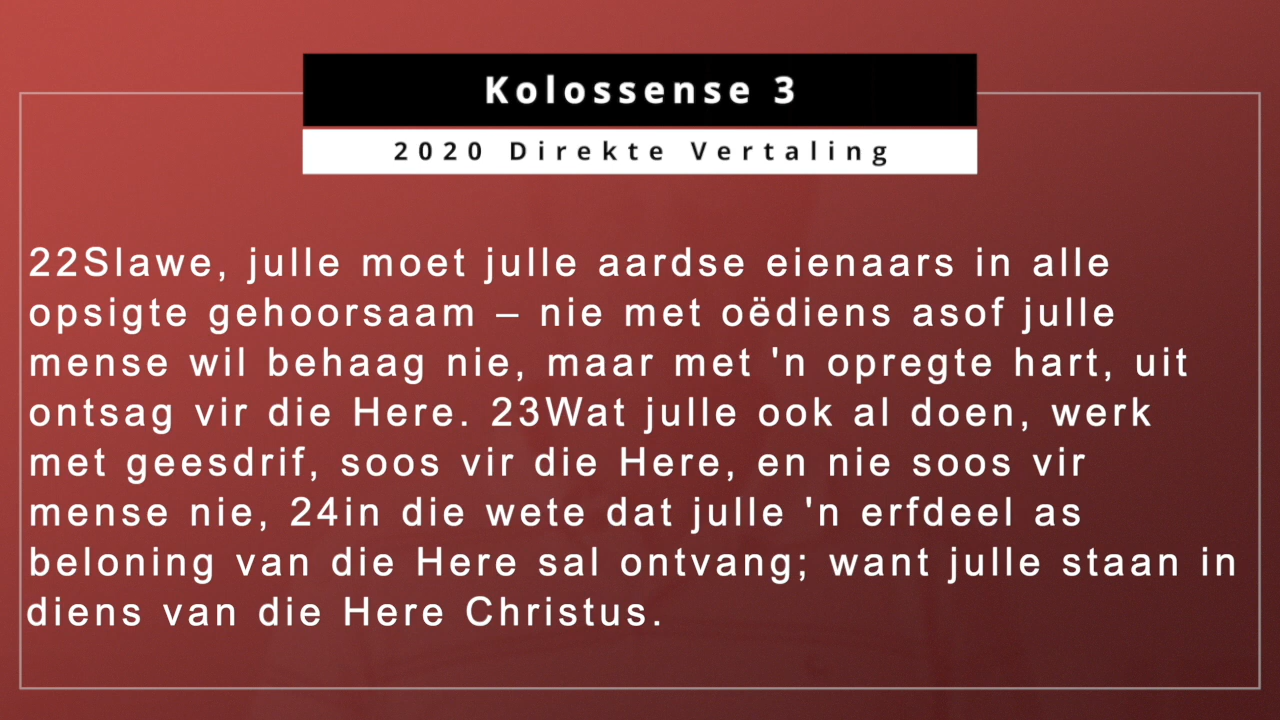 Kolossense 3
2020 Direkte Vertaling
22Slawe, julle moet julle aardse eienaars in alle
opsigte gehoorsaam – nie met oëdiens asof julle
mense wil behaag nie, maar met 'n opregte hart, uit
ontsag vir die Here. 23Wat julle ook al doen, werk
met geesdrif, soos vir die Here, en nie soos vir
mense nie, 24in die wete dat julle 'n erfdeel as
beloning van die Here sal ontvang; want julle staan in
diens van die Here Christus.